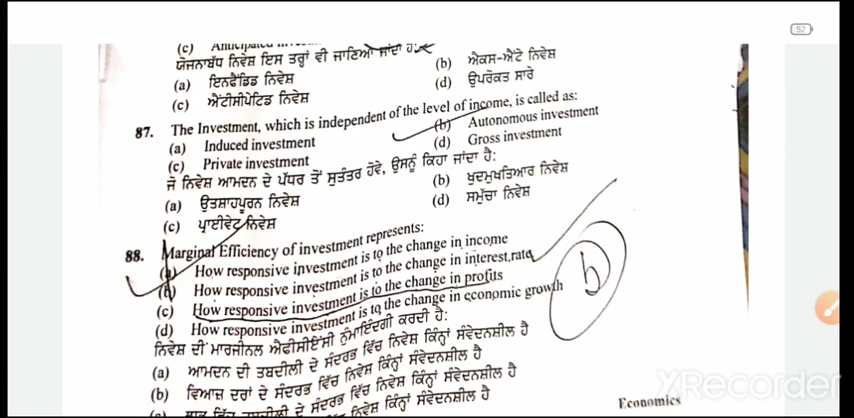 52
(c) Anticipated
ਯੋਜਨਾਬੱਧ ਨਿਵੇਸ਼ ਇਸ ਤਰ੍ਹਾਂ ਵੀ ਜਾਣਿਆ ਜਾਂਦਾ ਹੈ:
(a) ਇਨਟੈਂਡਿਡ ਨਿਵੇਸ਼ (b) ਐਕਸ-ਐਂਟੇ ਨਿਵੇਸ਼
(c) ਐਂਟੀਸੀਪੇਟਿਡ ਨਿਵੇਸ਼ (d) ਉਪਰੋਕਤ ਸਾਰੇ
87. The Investment, which is independent of the level of income, is called as:
(a) Induced investment (b) Autonomous investment
(c) Private investment (d) Gross investment
ਜੋ ਨਿਵੇਸ਼ ਆਮਦਨ ਦੇ ਪੱਧਰ ਤੋਂ ਸੁਤੰਤਰ ਹੋਵੇ, ਉਸਨੂੰ ਕਿਹਾ ਜਾਂਦਾ ਹੈ:
(a) ਉਤਸ਼ਾਹਪੂਰਨ ਨਿਵੇਸ਼ (b) ਖੁਦਮੁਖਤਿਆਰ ਨਿਵੇਸ਼
(c) ਪ੍ਰਾਈਵੇਟ ਨਿਵੇਸ਼ (d) ਸਮੁੱਚਾ ਨਿਵੇਸ਼
88. Marginal Efficiency of investment represents:
(a) How responsive investment is to the change in income
(b) How responsive investment is to the change in interest rate
(c) How responsive investment is to the change in profits
(d) How responsive investment is to the change in economic growth
b
ਨਿਵੇਸ਼ ਦੀ ਮਾਰਜੀਨਲ ਐਫੀਸੀਏਂਸੀ ਨੁੰਮਾਇੰਦਗੀ ਕਰਦੀ ਹੈ:
(a) ਆਮਦਨ ਦੀ ਤਬਦੀਲੀ ਦੇ ਸੰਦਰਭ ਵਿੱਚ ਨਿਵੇਸ਼ ਕਿੰਨ੍ਹਾਂ ਸੰਵੇਦਨਸ਼ੀਲ ਹੈ
(b) ਵਿਆਜ਼ ਦਰਾਂ ਦੇ ਸੰਦਰਭ ਵਿੱਚ ਨਿਵੇਸ਼ ਕਿੰਨ੍ਹਾਂ ਸੰਵੇਦਨਸ਼ੀਲ ਹੈ
ਤਬਦੀਲੀ ਦੇ ਸੰਦਰਭ ਵਿੱਚ ਨਿਵੇਸ਼ ਕਿੰਨ੍ਹਾਂ ਸੰਵੇਦਨਸ਼ੀਲ ਹੈ
Economics
XRecorder